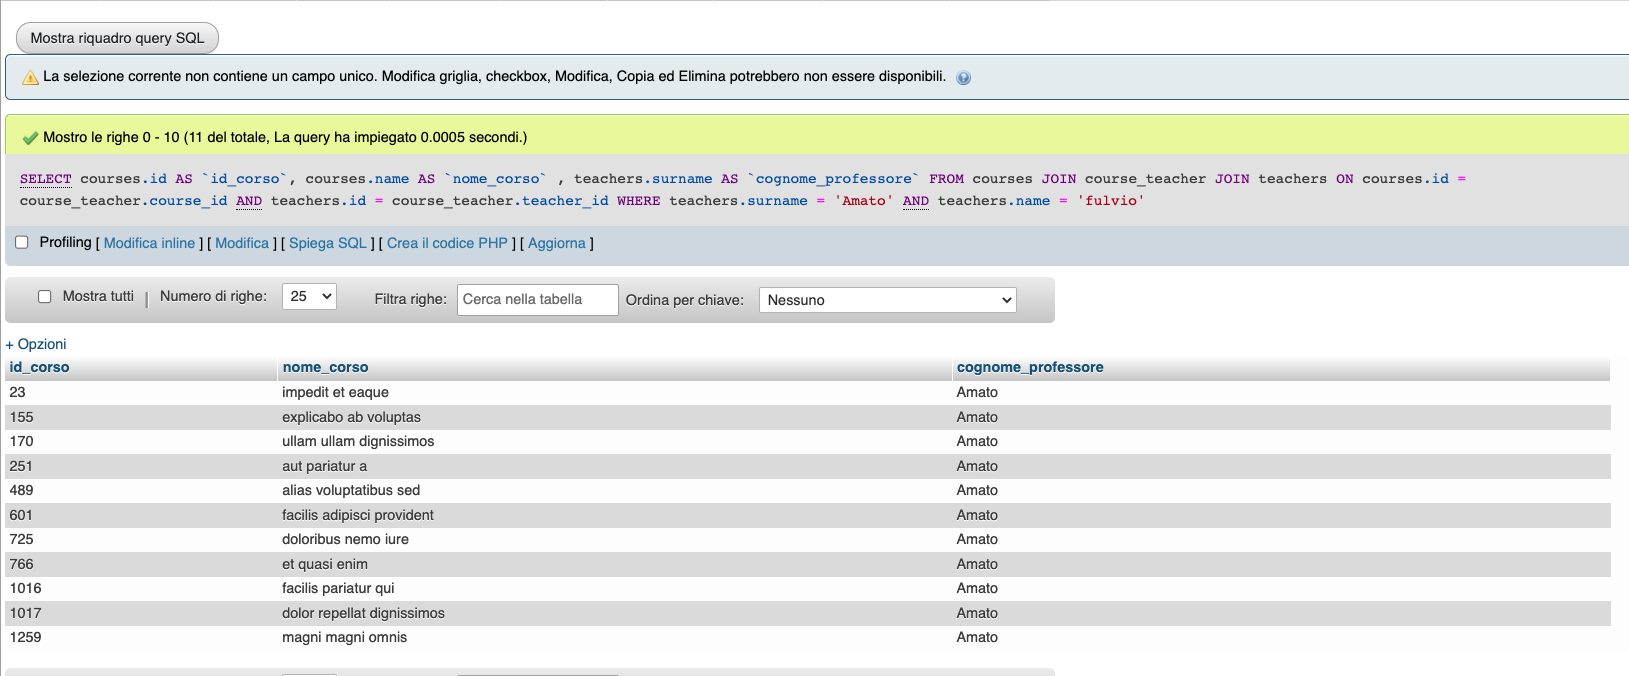 Mostra riquadro query SQL
La selezione corrente non contiene un campo unico. Modifica griglia, checkbox, Modifica, Copia ed Elimina potrebbero non essere disponibili.
Mostro le righe 0 - 10 (11 del totale, La query ha impiegato 0.0005 secondi.)
SELECT courses.id AS `id_corso`, courses.name AS `nome_corso` , teachers.surname AS `cognome_professore` FROM courses JOIN course_teacher JOIN teachers ON courses.id =
course_teacher.course_id AND teachers.id = course_teacher.teacher_id WHERE teachers.surname = 'Amato' AND teachers.name = 'fulvio'
Profiling [ Modifica inline ] [ Modifica ] [ Spiega SQL ] [ Crea il codice PHP ] [ Aggiorna ]
Mostra tutti | Numero di righe: 25 Filtra righe: Cerca nella tabella Ordina per chiave: Nessuno
+ Opzioni
id_corso nome_corso cognome_professore
23 impedit et eaque Amato
155 explicabo ab voluptas Amato
170 ullam ullam dignissimos Amato
251 aut pariatur a Amato
489 alias voluptatibus sed Amato
601 facilis adipisci provident Amato
725 doloribus nemo iure Amato
766 et quasi enim Amato
1016 facilis pariatur qui Amato
1017 dolor repellat dignissimos Amato
1259 magni magni omnis Amato